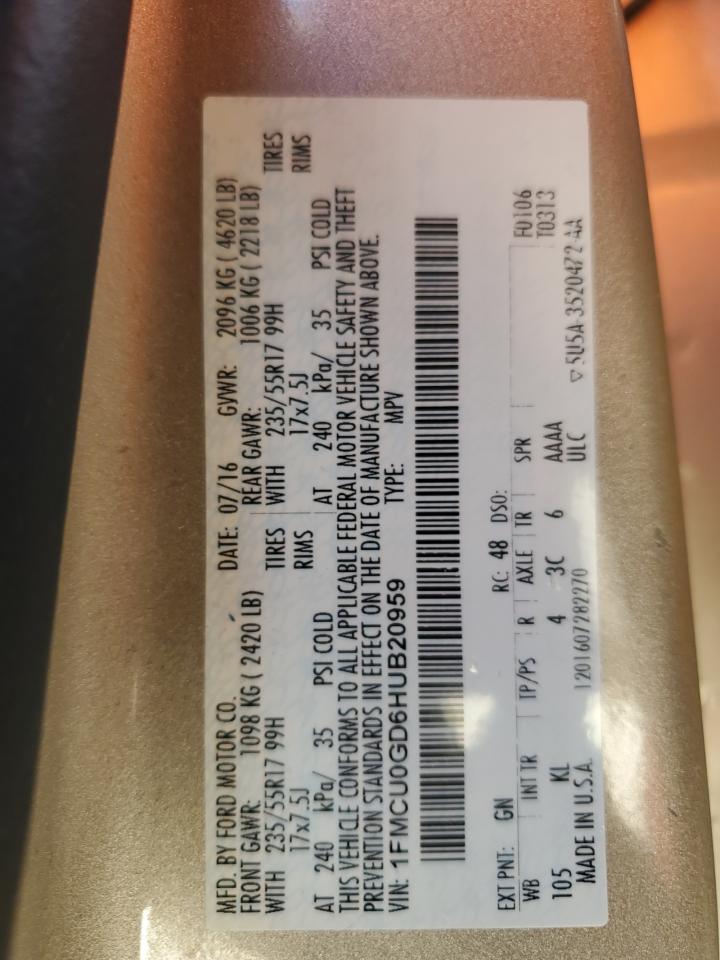 MFD. BY FORD MOTOR CO. DATE: 07/16 GVWR: 2096 KG ( 4620 LB)
FRONT GAWR: 1098 KG ( 2420 LB) REAR GAWR: 1006 KG ( 2218 LB)
WITH 235/55R17 99H TIRES WITH 235/55R17 99H TIRES
17x7.5J RIMS 17x7.5J RIMS
AT 240 kPa/ 35 PSI COLD AT 240 kPa/ 35 PSI COLD
THIS VEHICLE CONFORMS TO ALL APPLICABLE FEDERAL MOTOR VEHICLE SAFETY AND THEFT
PREVENTION STANDARDS IN EFFECT ON THE DATE OF MANUFACTURE SHOWN ABOVE.
VIN: 1FMCU0GD6HUB20959 TYPE: MPV
EXT PNT: GN RC: 48 DSO: F0106
WB INT TR TP/PS R AXLE TR SPR T0313
105 KL 4 3C 6 AAAA
ULC
MADE IN U.S.A. 1201607282270 ▽ 5U5A-3520472-AA